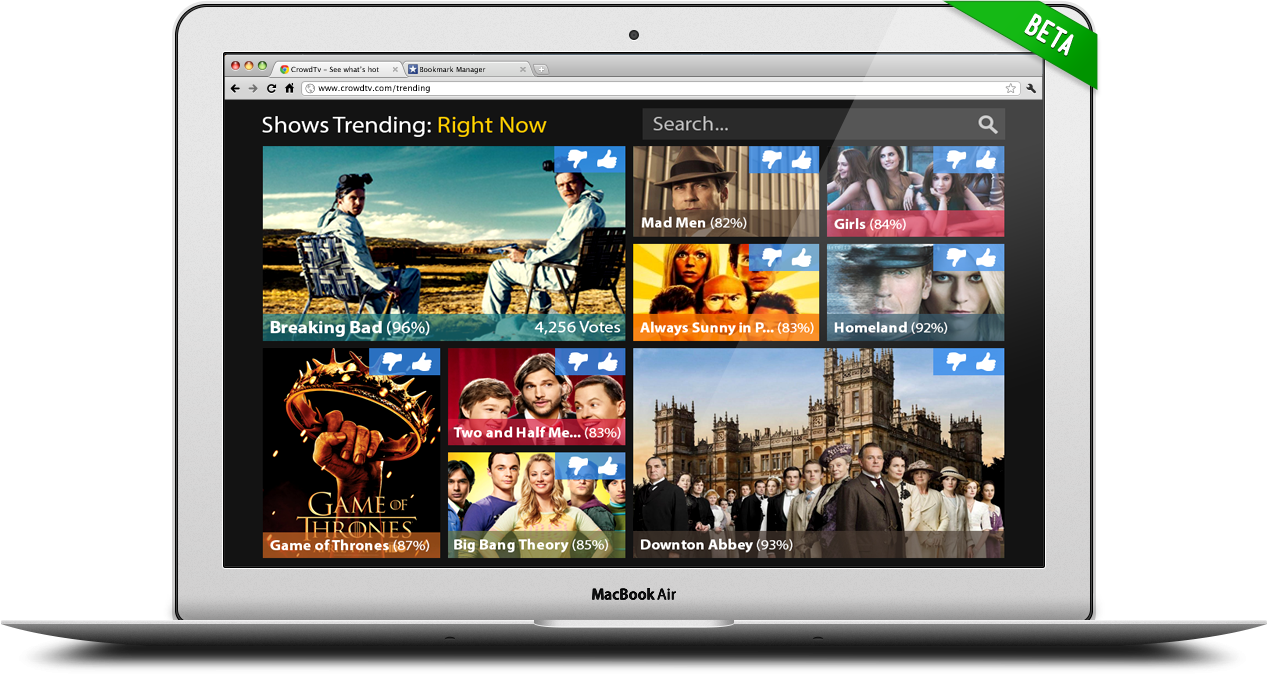 BETA
CrowdTv - See what's hot
Bookmark Manager
www.crowdtv.com/trending
Shows Trending: Right Now
Search...
Breaking Bad (96%)
4,256 Votes
Mad Men (82%)
Girls (84%)
Always Sunny in P... (83%)
Homeland (92%)
GAME OF
THRONES
Game of Thrones (87%)
Two and Half Me... (83%)
Big Bang Theory (85%)
Downton Abbey (93%)
MacBook Air